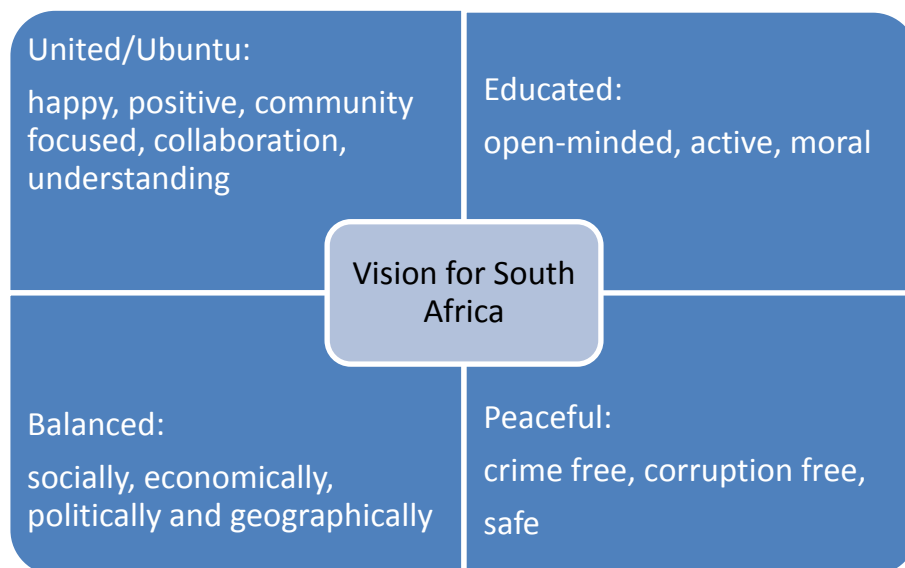 United/Ubuntu:
happy, positive, community
focused, collaboration,
understanding
Educated:
open-minded, active, moral
Vision for South
Africa
Balanced:
socially, economically,
politically and geographically
Peaceful:
crime free, corruption free,
safe